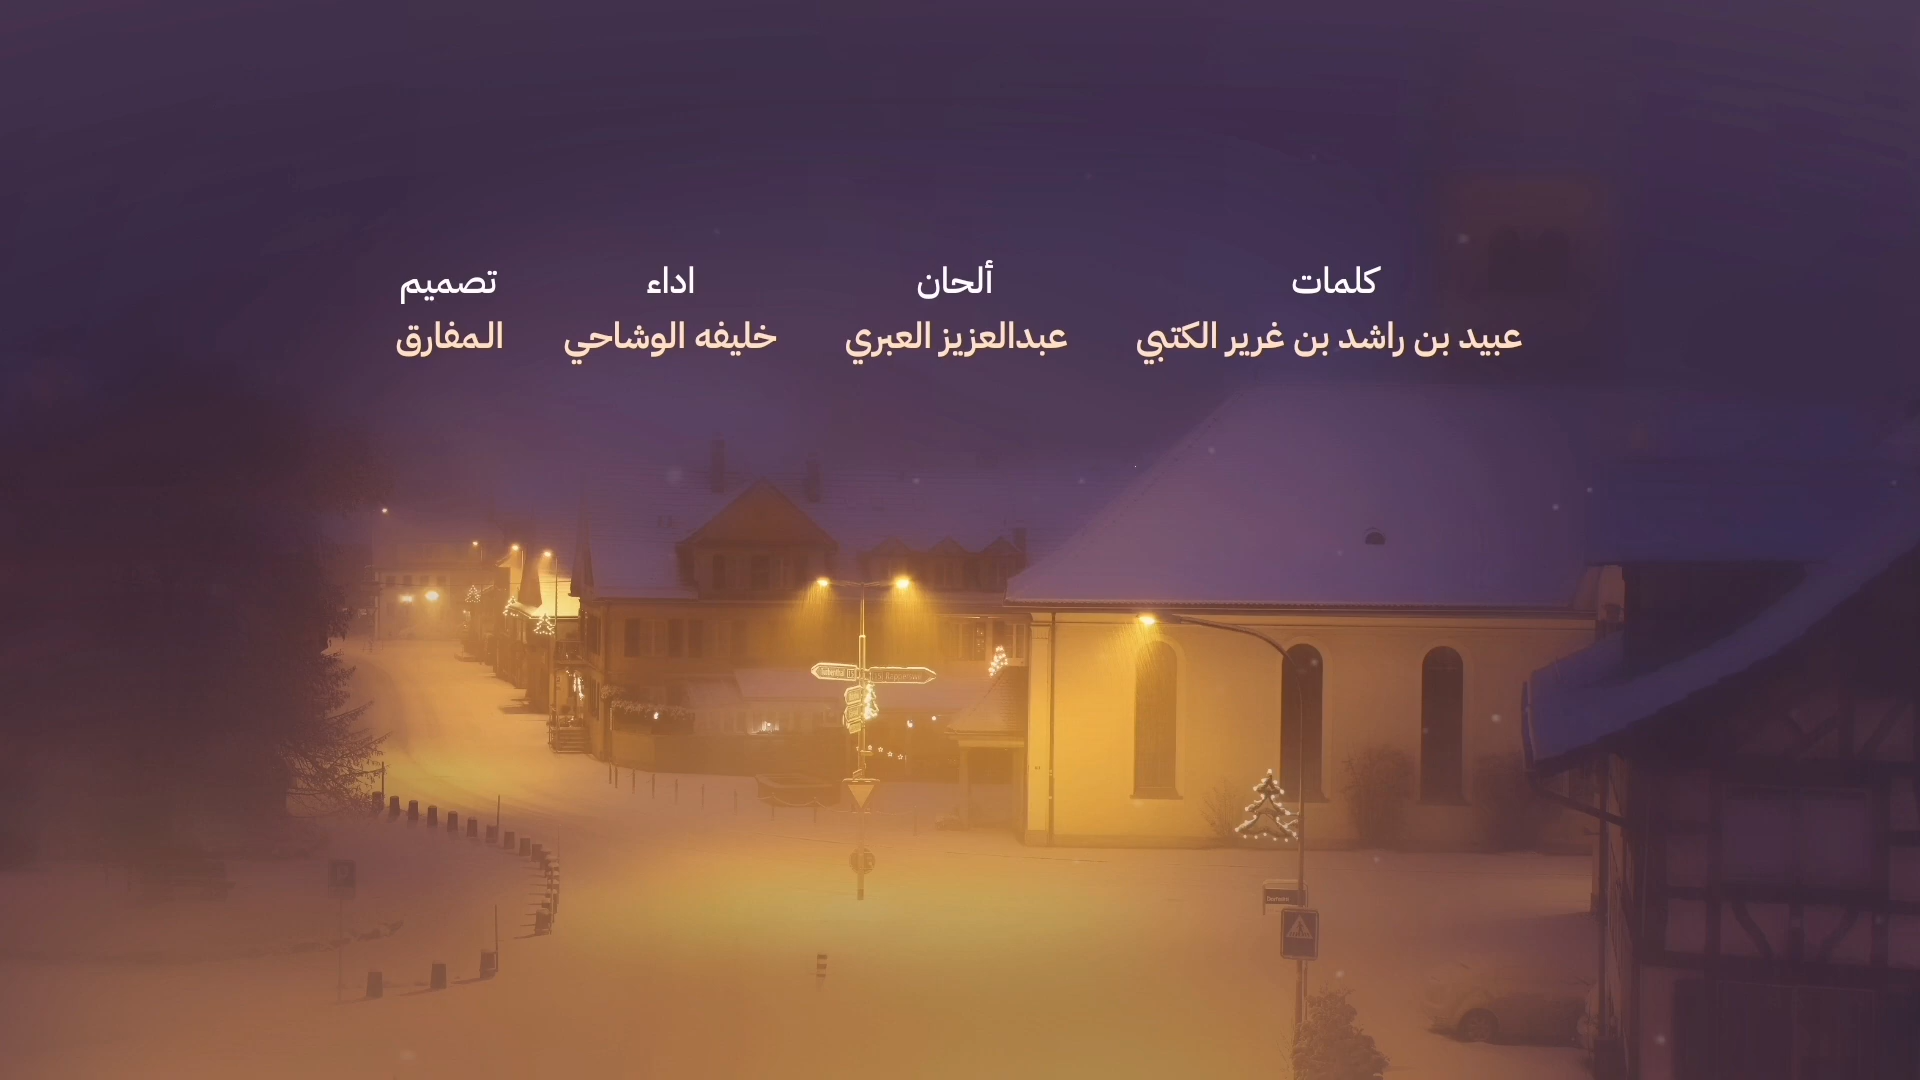 كلمات ألحان اداء تصميم
عبيد بن راشد بن غرير الكتبي عبدالعزيز العبري خليفه الوشاحي المفارق